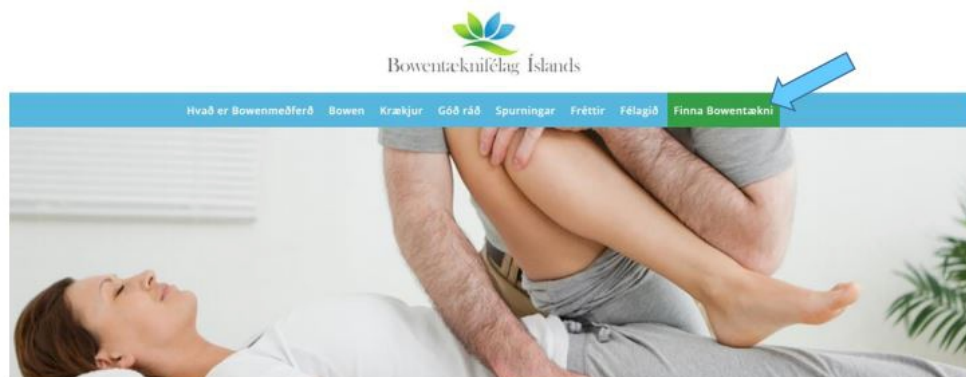 Bowentæknifélag Íslands
Hvað er Bowenmeðferð Bowen Krækjur Góð ráð Spurningar Fréttir Félagið Finna Bowentækni